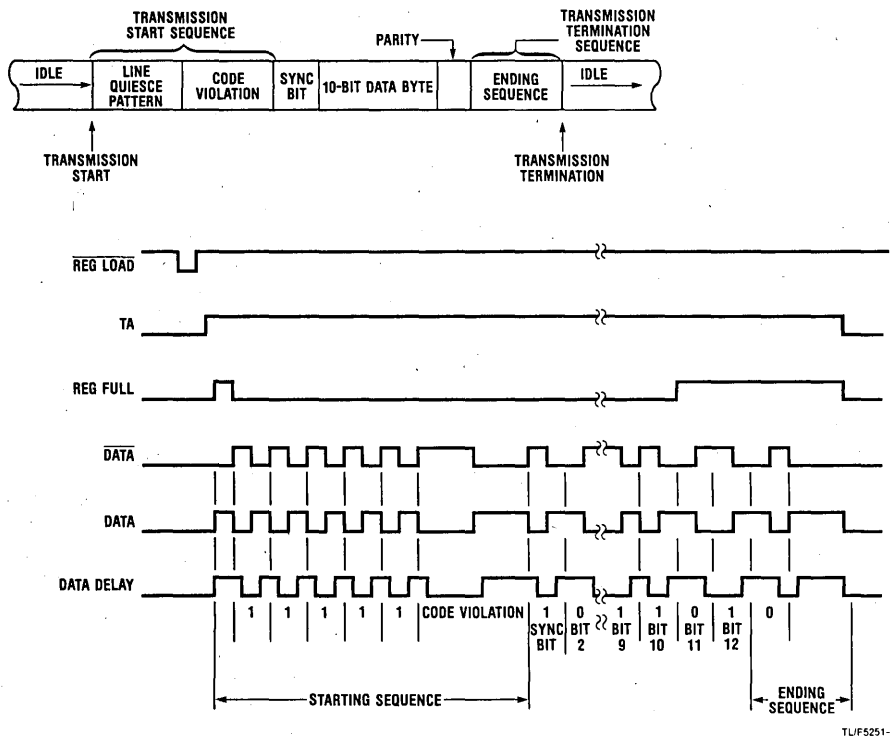 TRANSMISSION
START SEQUENCE
PARITY
TRANSMISSION
TERMINATION
SEQUENCE
IDLE
LINE
QUIESCE
PATTERN
CODE
VIOLATION
SYNC
BIT
10-BIT DATA BYTE
ENDING
SEQUENCE
IDLE
TRANSMISSION
START
TRANSMISSION
TERMINATION
REG LOAD
TA
REG FULL
DATA
DATA
DATA DELAY
1 1 1 1 1 CODE VIOLATION 1 0 1 1 0 1 0
SYNC BIT BIT BIT BIT BIT
BIT 2 9 10 11 12
STARTING SEQUENCE
ENDING
SEQUENCE
TL/F5251-